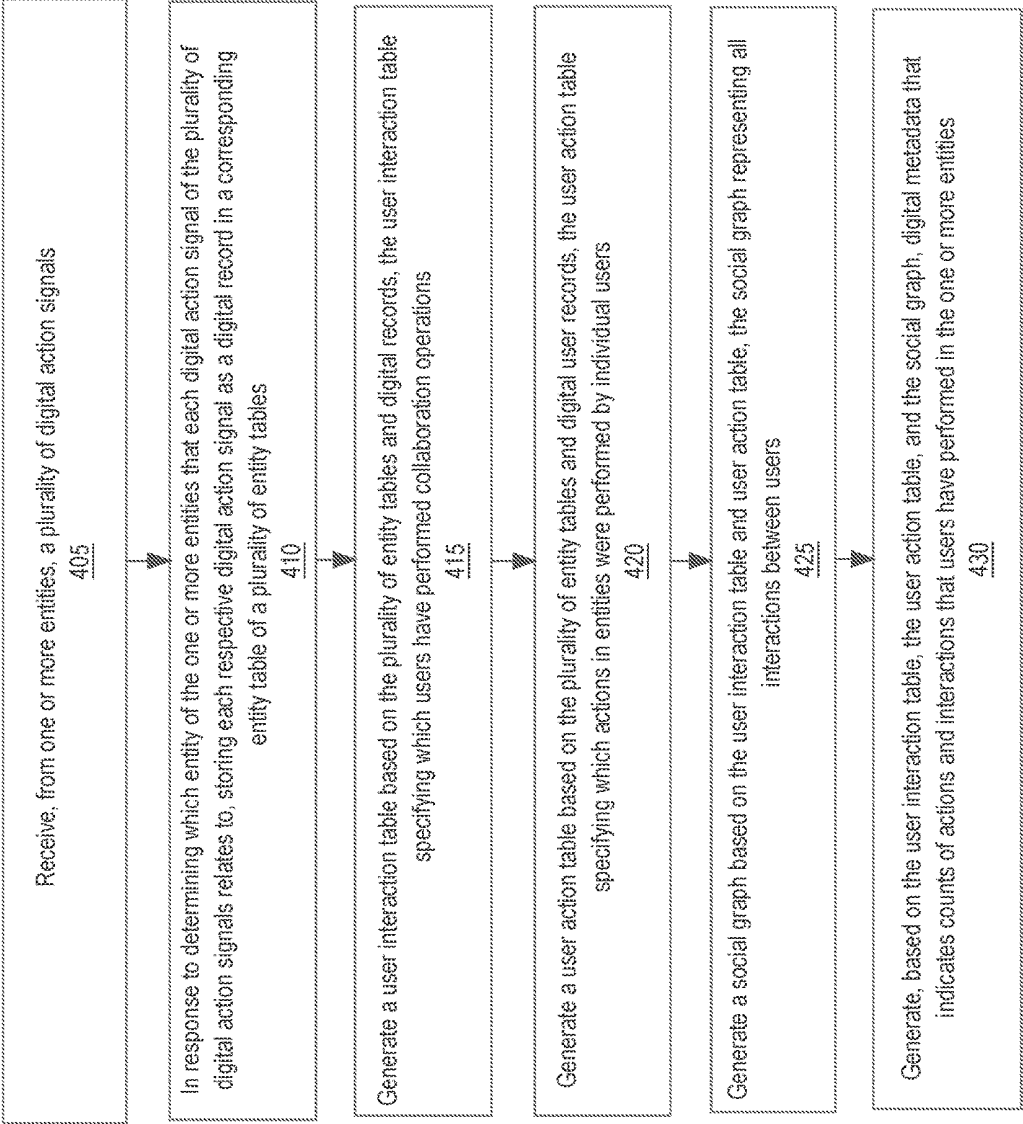 Receive, from one or more entities, a plurality of digital action signals
405
In response to determining which entity of the one or more entities that each digital action signal of the plurality of
digital action signals relates to, storing each respective digital action signal as a digital record in a corresponding
entity table of a plurality of entity tables
410
Generate a user interaction table based on the plurality of entity tables and digital records, the user interaction table
specifying which users have performed collaboration operations
415
Generate a user action table based on the plurality of entity tables and digital user records, the user action table
specifying which actions in entities were performed by individual users
420
Generate a social graph based on the user interaction table and user action table, the social graph representing all
interactions between users
425
Generate, based on the user interaction table, the user action table, and the social graph, digital metadata that
indicates counts of actions and interactions that users have performed in the one or more entities
430